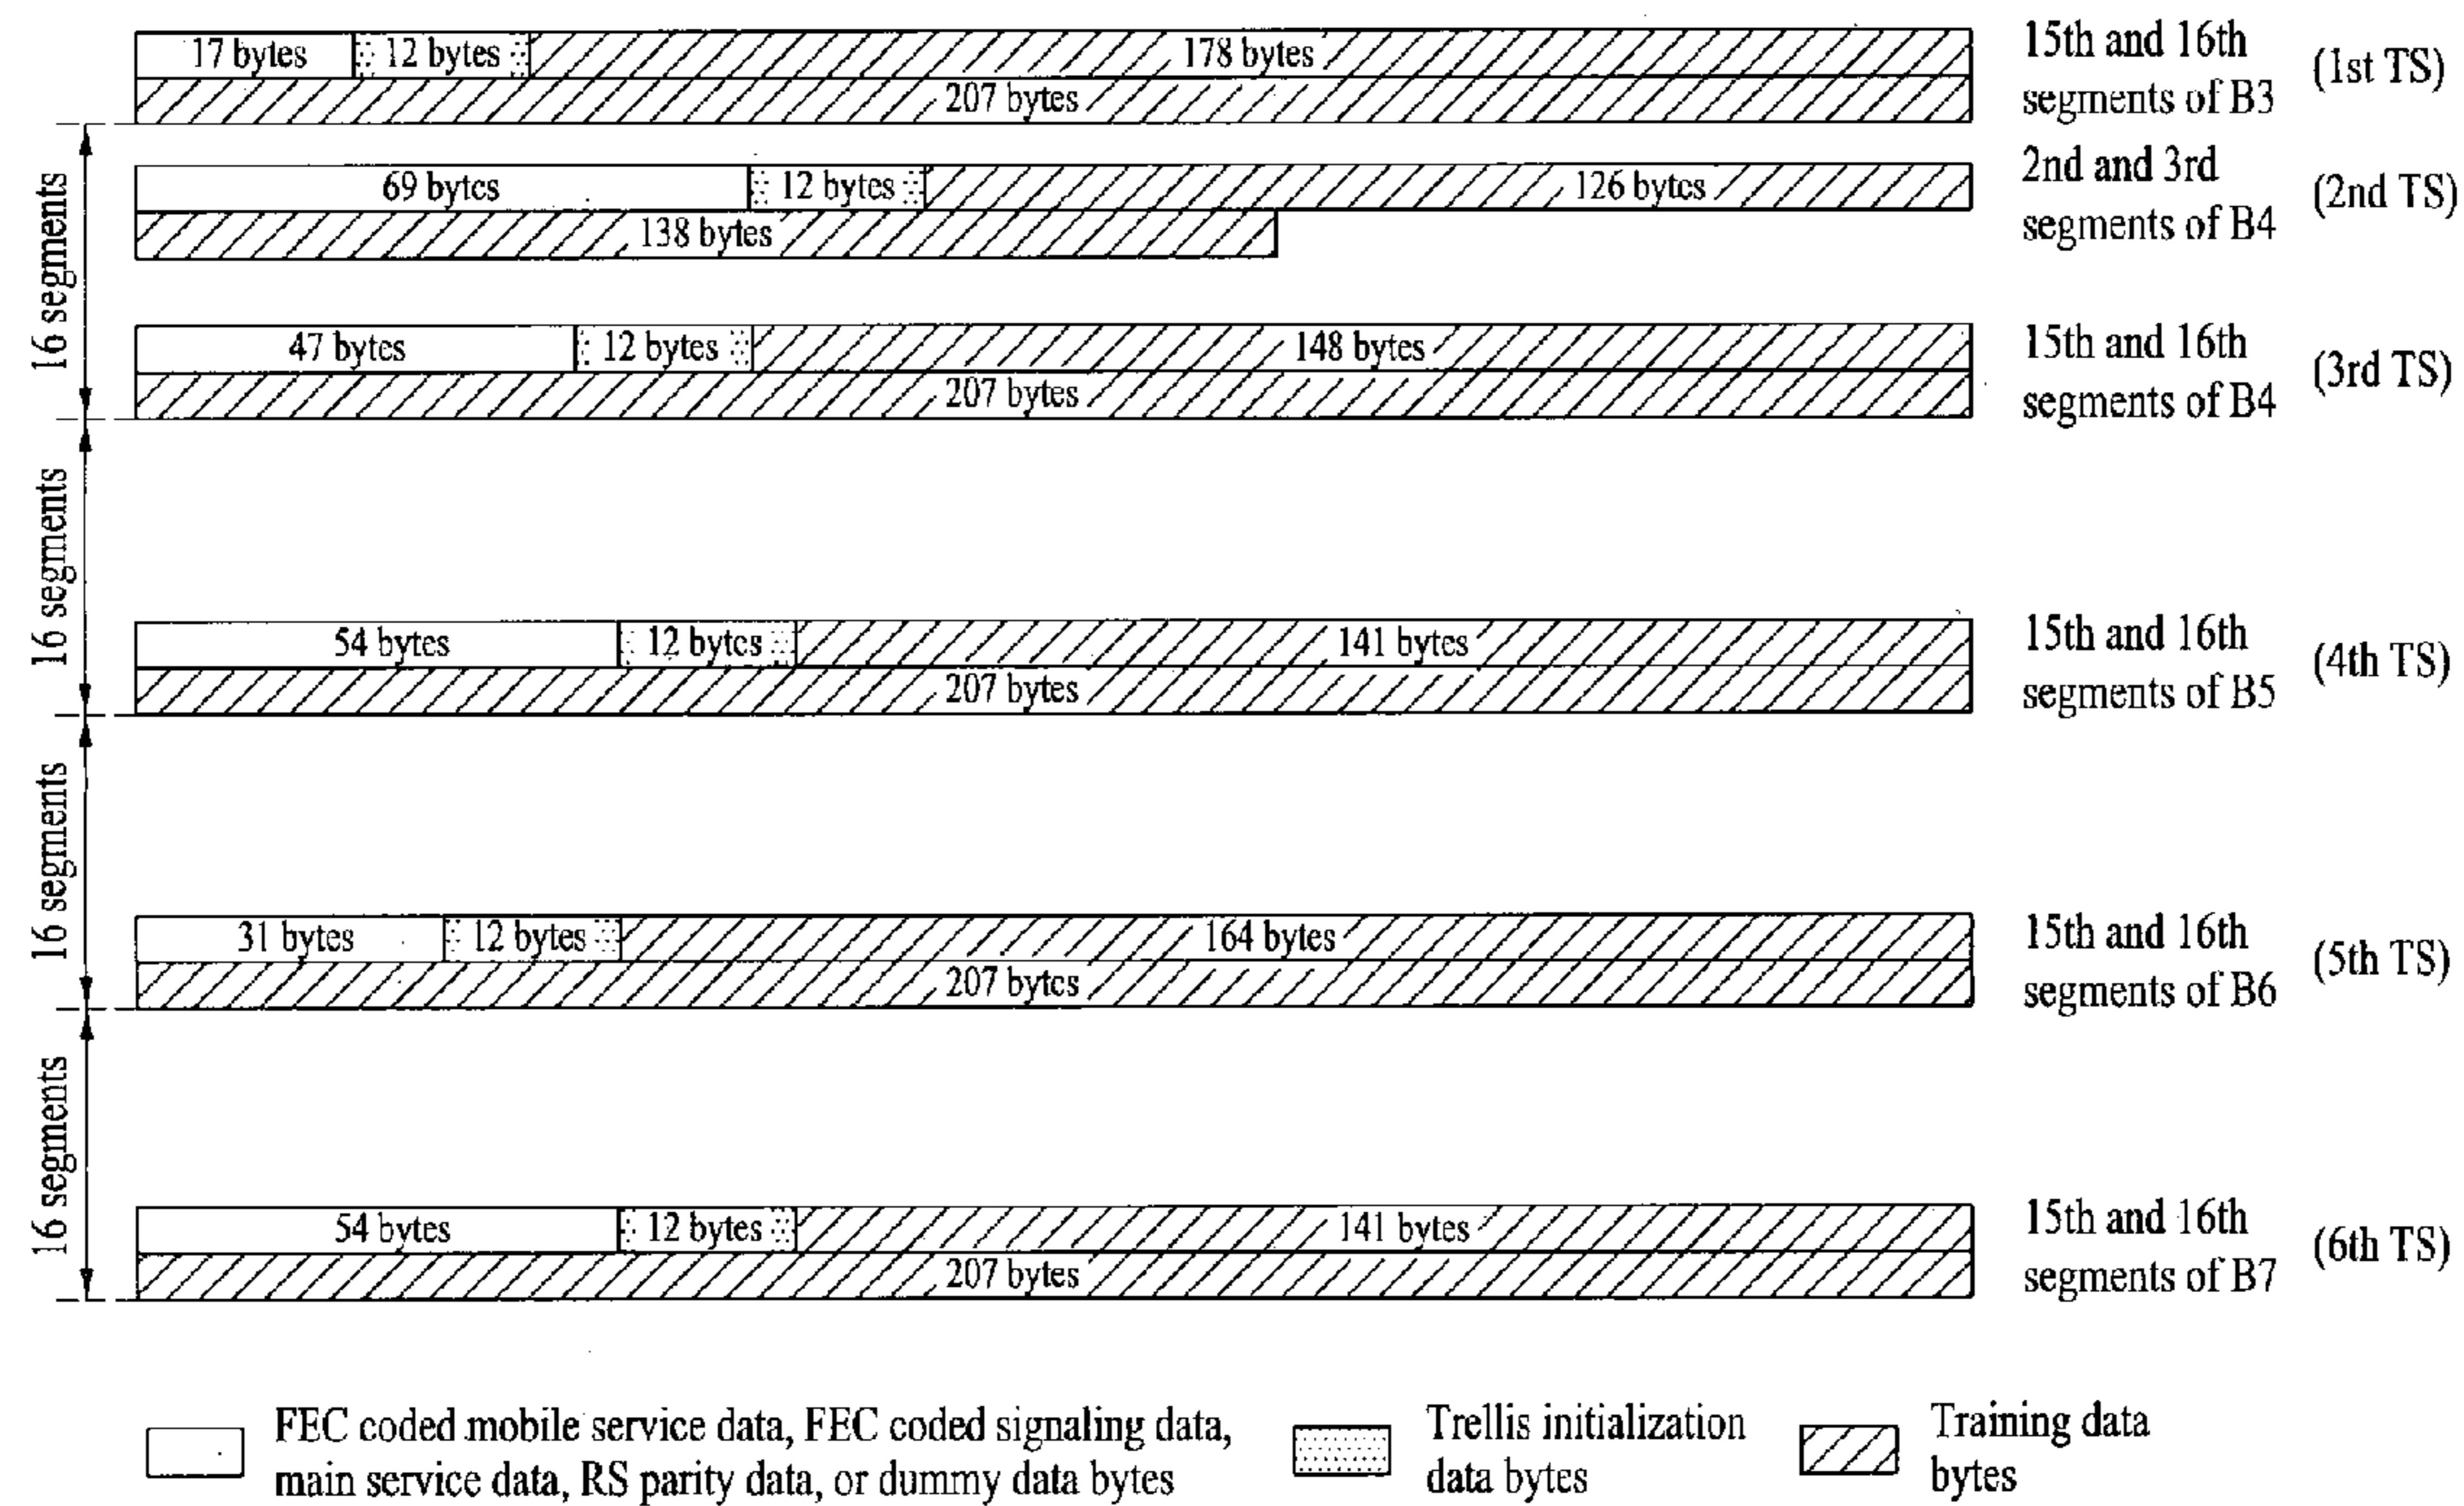 17 bytes 12 bytes 178 bytes
207 bytes
15th and 16th
segments of B3
(1st TS)
16 segments
69 bytes 12 bytes 126 bytes
138 bytes
2nd and 3rd
segments of B4
(2nd TS)
47 bytes 12 bytes 148 bytes
207 bytes
15th and 16th
segments of B4
(3rd TS)
16 segments
54 bytes 12 bytes 141 bytes
207 bytes
15th and 16th
segments of B5
(4th TS)
16 segments
31 bytes 12 bytes 164 bytes
207 bytes
15th and 16th
segments of B6
(5th TS)
16 segments
54 bytes 12 bytes 141 bytes
207 bytes
15th and 16th
segments of B7
(6th TS)
FEC coded mobile service data, FEC coded signaling data,
main service data, RS parity data, or dummy data bytes
Trellis initialization
data bytes
Training data
bytes